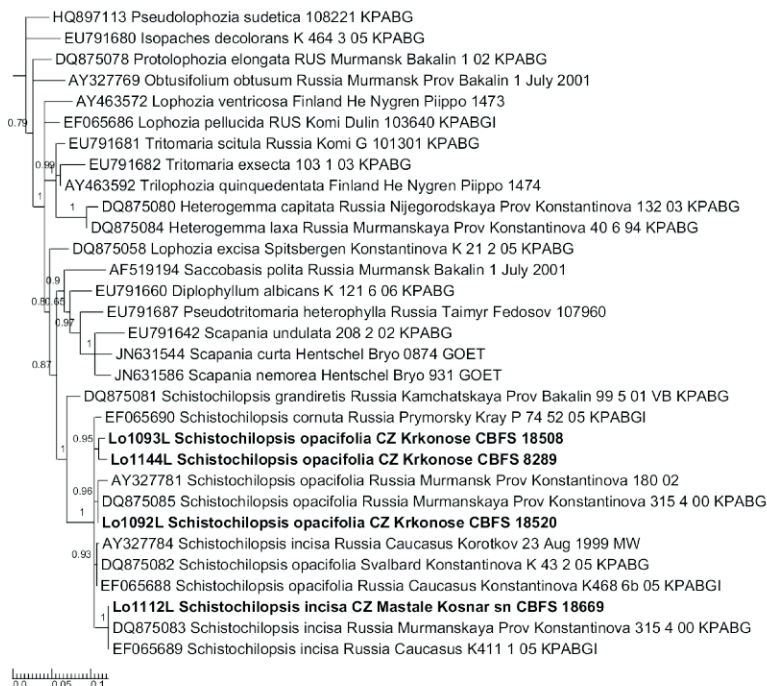 HQ897113 Pseudolophozia sudetica 108221 KPABG
EU791680 Isopaches decolorans K 464 3 05 KPABG
DQ875078 Protolophozia elongata RUS Murmansk Bakalin 1 02 KPABG
AY327769 Obtusifolium obtusum Russia Murmansk Prov Bakalin 1 July 2001
AY463572 Lophozia ventricosa Finland He Nygren Piippo 1473
0.79
EF065686 Lophozia pellucida RUS Komi Dulin 103640 KPABGI
EU791681 Tritomaria scitula Russia Komi G 101301 KPABG
0.99
EU791682 Tritomaria exsecta 103 1 03 KPABG
1
AY463592 Trilophozia quinquedentata Finland He Nygren Piippo 1474
1
1
DQ875080 Heterogemma capitata Russia Nijegorodskaya Prov Konstantinova 132 03 KPABG
DQ875084 Heterogemma laxa Russia Murmanskaya Prov Konstantinova 40 6 94 KPABG
DQ875058 Lophozia excisa Spitsbergen Konstantinova K 21 2 05 KPABG
AF519194 Saccobasis polita Russia Murmansk Bakalin 1 July 2001
0.9
EU791660 Diplophyllum albicans K 121 6 06 KPABG
EU791687 Pseudotritomaria heterophylla Russia Taimyr Fedosov 107960
0.97
EU791642 Scapania undulata 208 2 02 KPABG
1
JN631544 Scapania curta Hentschel Bryo 0874 GOET
0.87
JN631586 Scapania nemorea Hentschel Bryo 931 GOET
DQ875081 Schistochilopsis grandiretis Russia Kamchatskaya Prov Bakalin 99 5 01 VB KPABG
EF065690 Schistochilopsis cornuta Russia Prymorsky Kray P 74 52 05 KPABGI
0.95
Lo1093L Schistochilopsis opacifolia CZ Krkonose CBFS 18508
1
Lo1144L Schistochilopsis opacifolia CZ Krkonose CBFS 8289
AY327781 Schistochilopsis opacifolia Russia Murmansk Prov Konstantinova 180 02
0.96
DQ875085 Schistochilopsis opacifolia Russia Murmanskaya Prov Konstantinova 315 4 00 KPABG
1
Lo1092L Schistochilopsis opacifolia CZ Krkonose CBFS 18520
AY327784 Schistochilopsis incisa Russia Caucasus Korotkov 23 Aug 1999 MW
0.93
DQ875082 Schistochilopsis opacifolia Svalbard Konstantinova K 43 2 05 KPABG
EF065688 Schistochilopsis opacifolia Russia Caucasus Konstantinova K468 6b 05 KPABGI
Lo1112L Schistochilopsis incisa CZ Mastale Kosnar sn CBFS 18669
1
DQ875083 Schistochilopsis incisa Russia Murmanskaya Prov Konstantinova 315 4 00 KPABG
EF065689 Schistochilopsis incisa Russia Caucasus K411 1 05 KPABGI
0.0 0.05 0.1